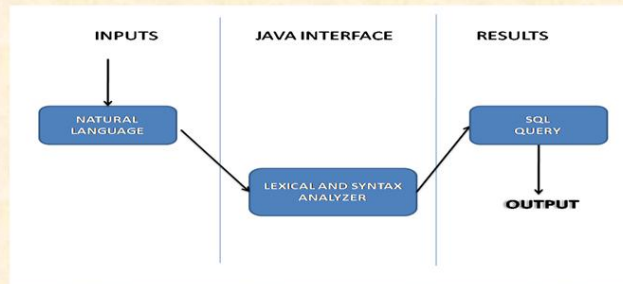 INPUTS
JAVA INTERFACE
RESULTS
NATURAL
LANGUAGE
SQL
QUERY
LEXICAL AND SYNTAX
ANALYZER
OUTPUT